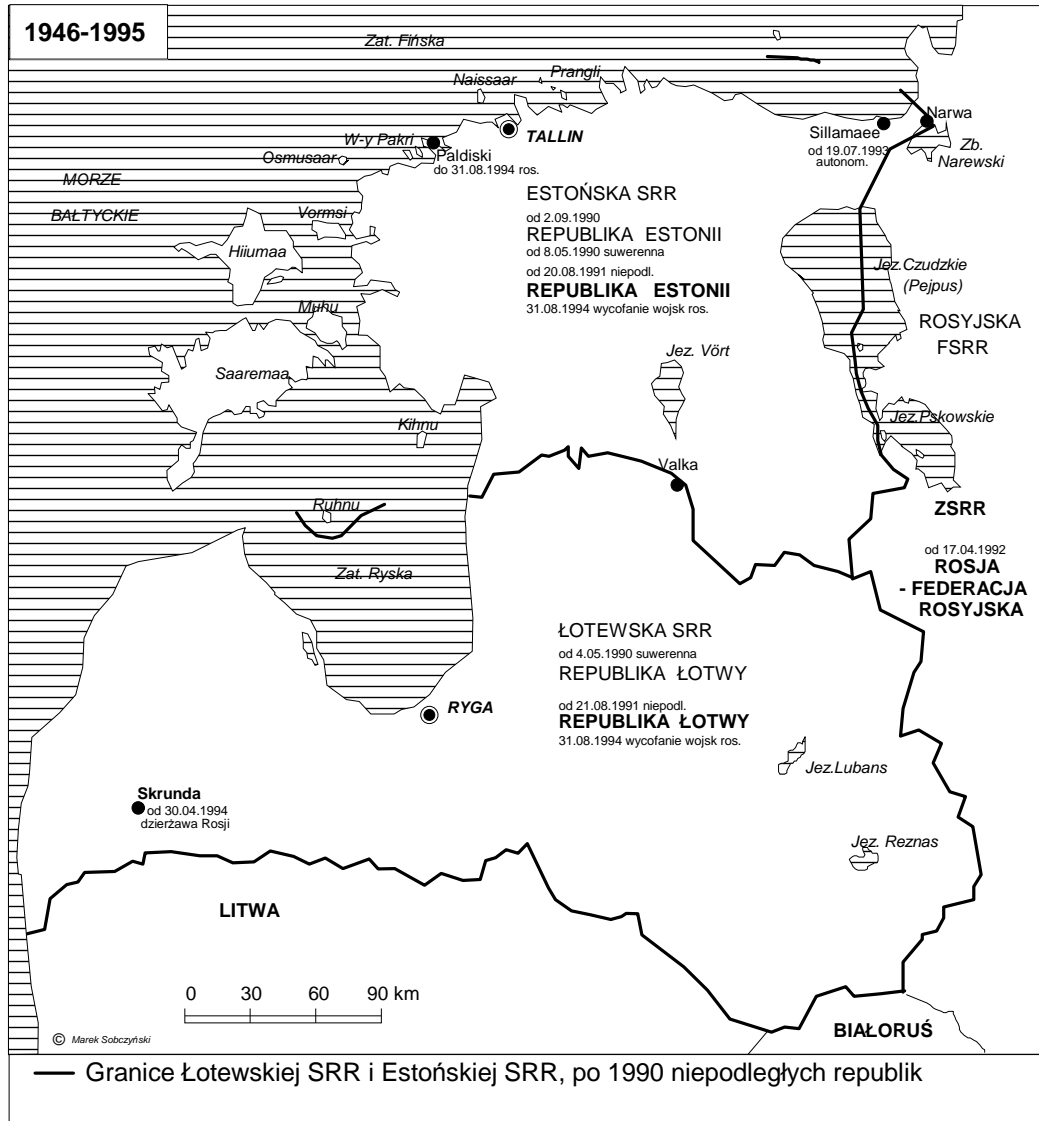 1946-1995
Zat. Fińska
Naissaar
Prangli
TALLIN
W-y Pakri
Paldiski
do 31.08.1994 ros.
Osmusaar
Sillamaee
od 19.07.1993
autonom.
Narwa
Zb.
Narewski
MORZE
BAŁTYCKIE
Vormsi
Hiiumaa
Muhu
Saaremaa
Kihnu
Ruhnu
Zat. Ryska
ESTOŃSKA SRR
od 2.09.1990
REPUBLIKA ESTONII
od 8.05.1990 suwerenna
od 20.08.1991 niepodl.
REPUBLIKA ESTONII
31.08.1994 wycofanie wojsk ros.
Jez.Czudzkie
(Pejpus)
ROSYJSKA
FSRR
Jez. Vört
Jez.Pskowskie
Valka
ZSRR
od 17.04.1992
ROSJA
- FEDERACJA
ROSYJSKA
ŁOTEWSKA SRR
od 4.05.1990 suwerenna
REPUBLIKA ŁOTWY
od 21.08.1991 niepodl.
REPUBLIKA ŁOTWY
31.08.1994 wycofanie wojsk ros.
RYGA
Jez.Lubans
Skrunda
od 30.04.1994
dzierżawa Rosji
Jez. Reznas
LITWA
0 30 60 90 km
BIAŁORUŚ
© Marek Sobczyński
Granice Łotewskiej SRR i Estońskiej SRR, po 1990 niepodległych republik